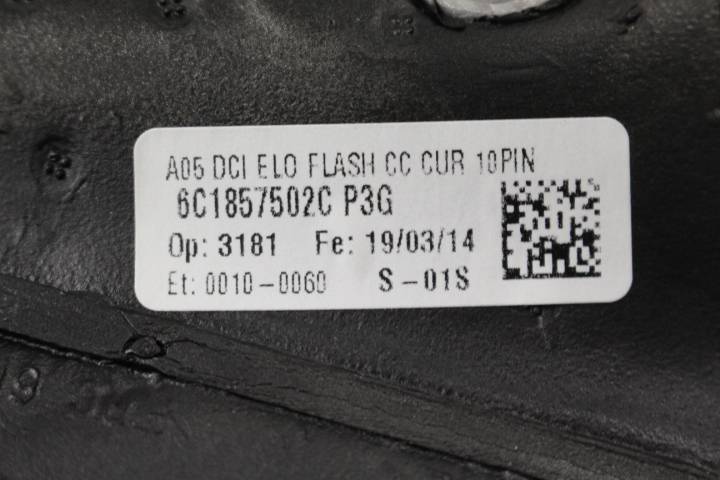 A05 DCI ELO FLASH CC CUR 10PIN
6C1857502C P3G
Op: 3181 Fe: 19/03/14
Et: 0010-0060 S-01S